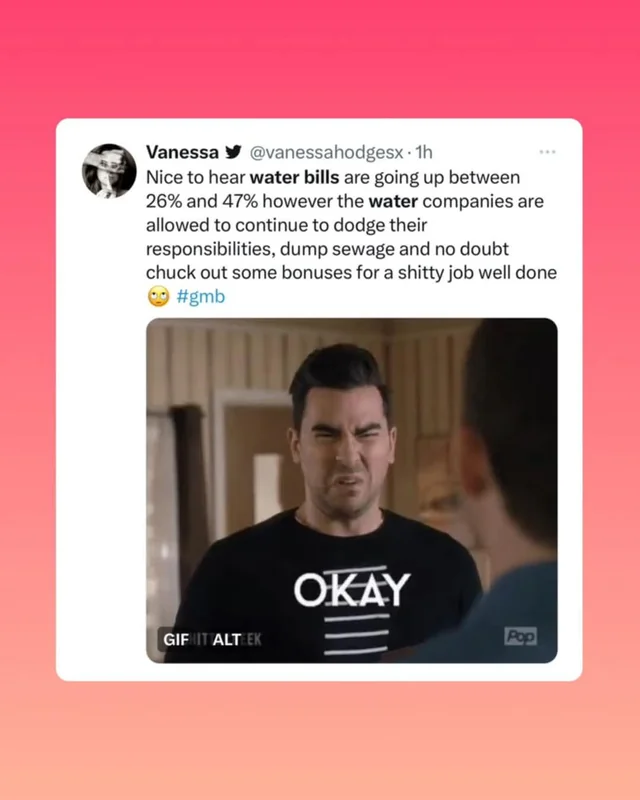 Vanessa @vanessahodgesx · 1h
Nice to hear water bills are going up between
26% and 47% however the water companies are
allowed to continue to dodge their
responsibilities, dump sewage and no doubt
chuck out some bonuses for a shitty job well done
🙄 #gmb
OKAY
GIF ALT
Pop